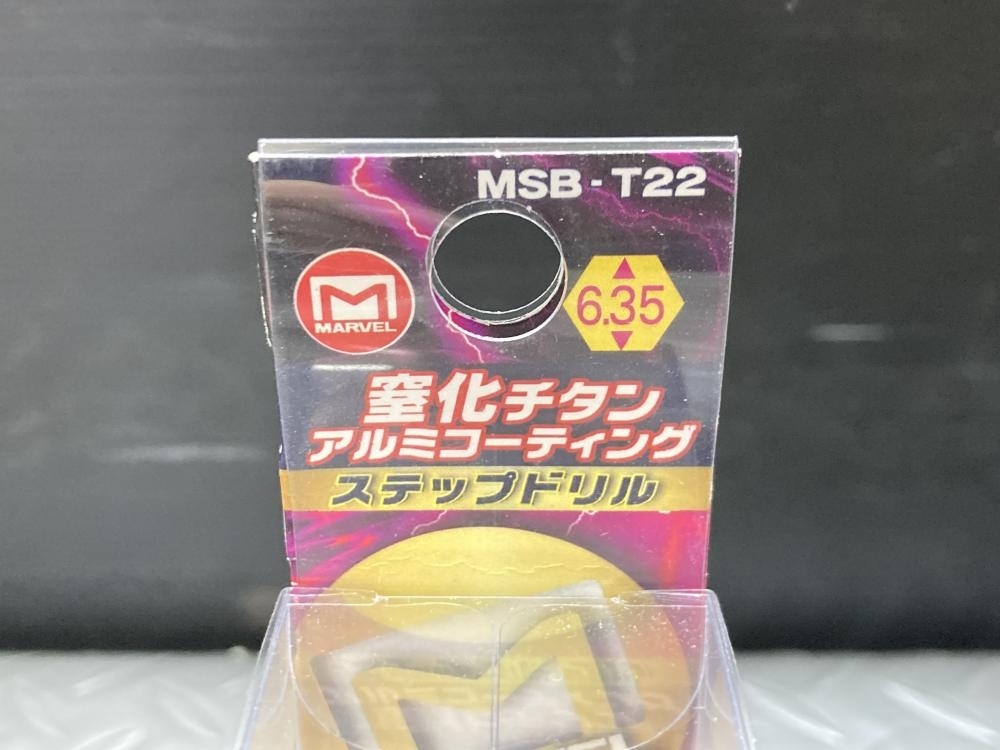 MSB-T22
MARVEL
6.35
窒化チタン
アルミコーティング
ステップドリル